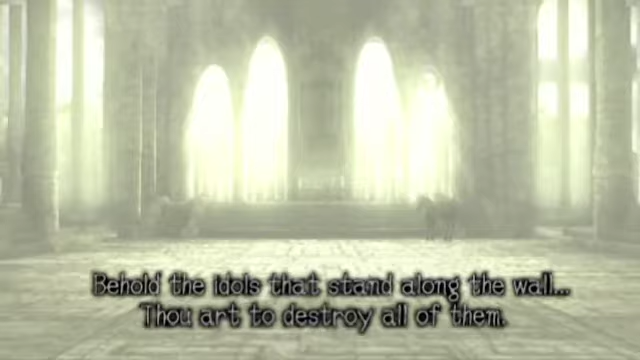 Behold the idols that stand along the wall...
Thou art to destroy all of them.